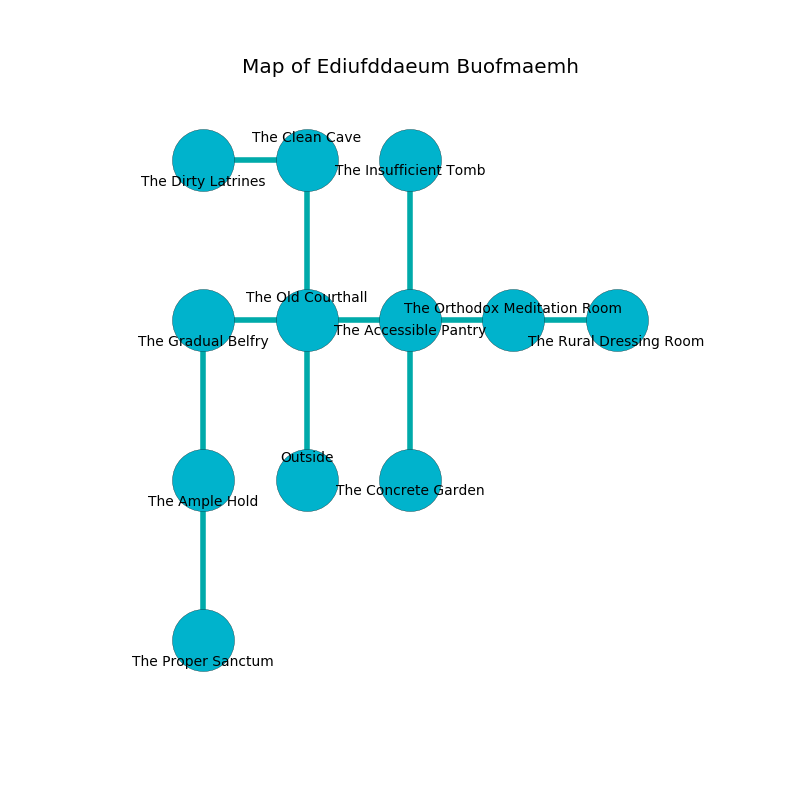 Map of Ediufddaeum Buofmaemh
The Clean Cave
The Insufficient Tomb
The Dirty Latrines
The Old Courthall
The Orthodox Meditation Room
The Accessible Pantry
The Gradual Belfry
The Rural Dressing Room
Outside
The Concrete Garden
The Ample Hold
The Proper Sanctum